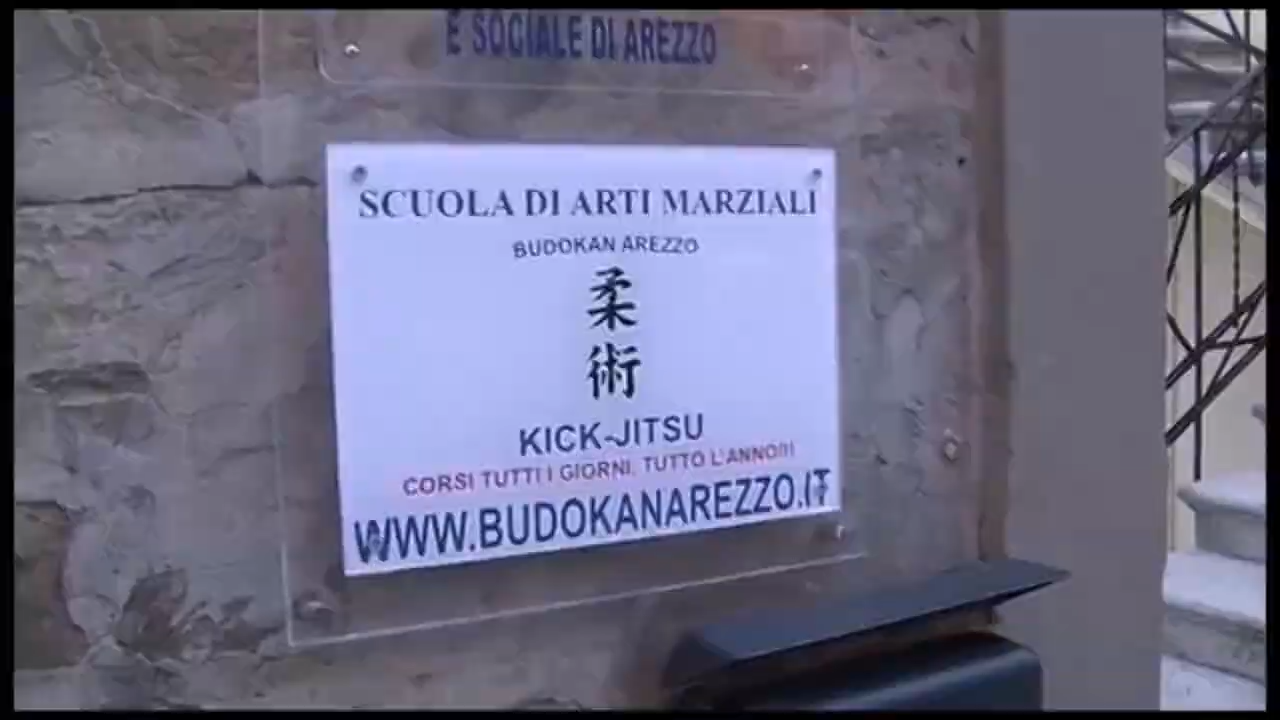 E SOCIALE DI AREZZO
SCUOLA DI ARTI MARZIALI
BUDOKAN AREZZO
柔
術
KICK-JITSU
CORSI TUTTI I GIORNI, TUTTO L'ANNO!!!
WWW.BUDOKANAREZZO.IT